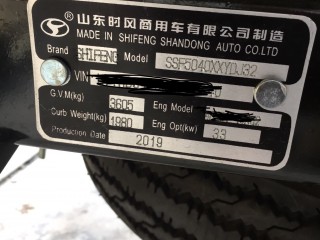 山东时风商用车有限公司制造
MADE IN SHIFENG SHANDONG AUTO CO.LTD
Brand SHIFENG Model SSF5040XXYDJ32
VIN
G.V.M(kg) 3605 Eng Model
Curb Weight(kg) 1980 Eng Opt(kw) 33
Production Date 2019